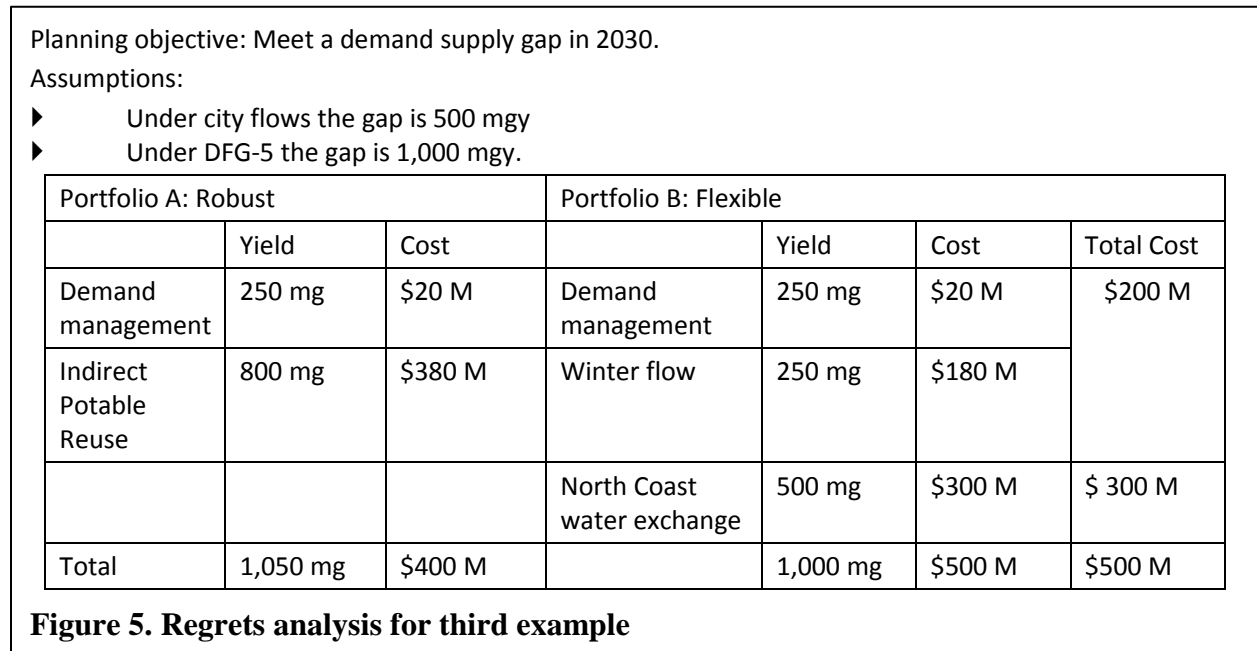 Planning objective: Meet a demand supply gap in 2030.
Assumptions:
Under city flows the gap is 500 mgy
Under DFG-5 the gap is 1,000 mgy.
Portfolio A: Robust Portfolio B: Flexible
Yield Cost Yield Cost Total Cost
Demand management 250 mg $20 M Demand management 250 mg $20 M $200 M
Indirect Potable Reuse 800 mg $380 M Winter flow 250 mg $180 M
North Coast water exchange 500 mg $300 M $ 300 M
Total 1,050 mg $400 M 1,000 mg $500 M $500 M
Figure 5. Regrets analysis for third example